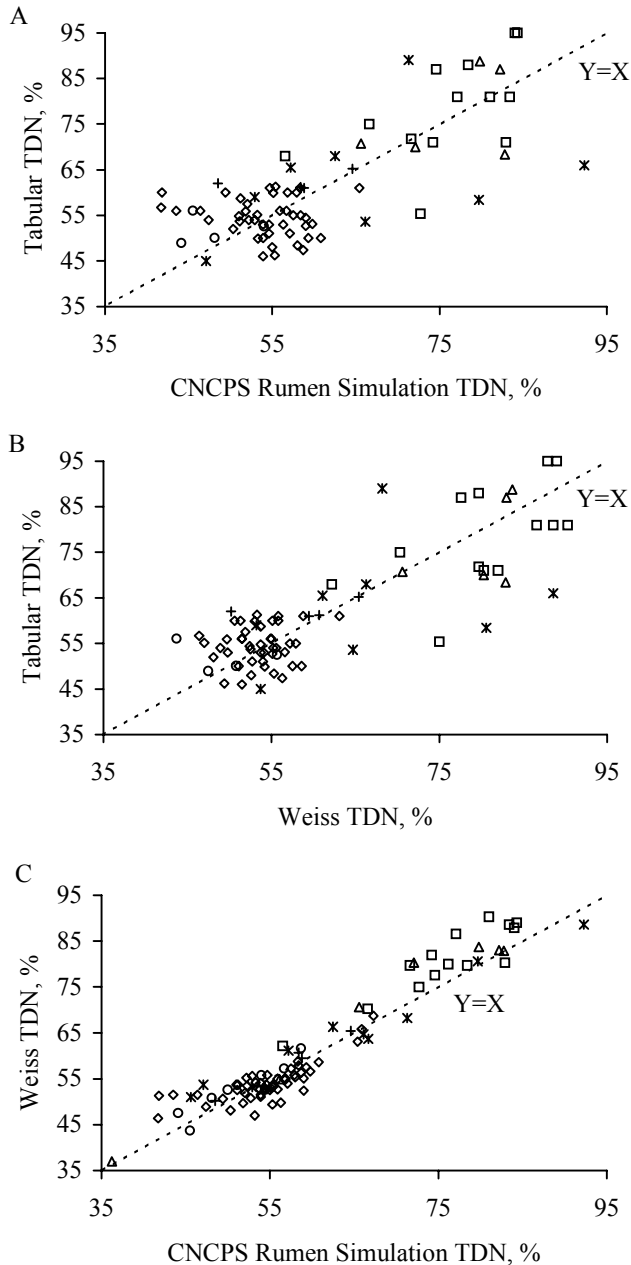 A
95
85
75
65
55
45
35
Tabular TDN, %
Y=X
35 55 75 95
CNCPS Rumen Simulation TDN, %
B
95
85
75
65
55
45
35
Tabular TDN, %
Y=X
35 55 75 95
Weiss TDN, %
C
95
85
75
65
55
45
35
Weiss TDN, %
Y=X
35 55 75 95
CNCPS Rumen Simulation TDN, %